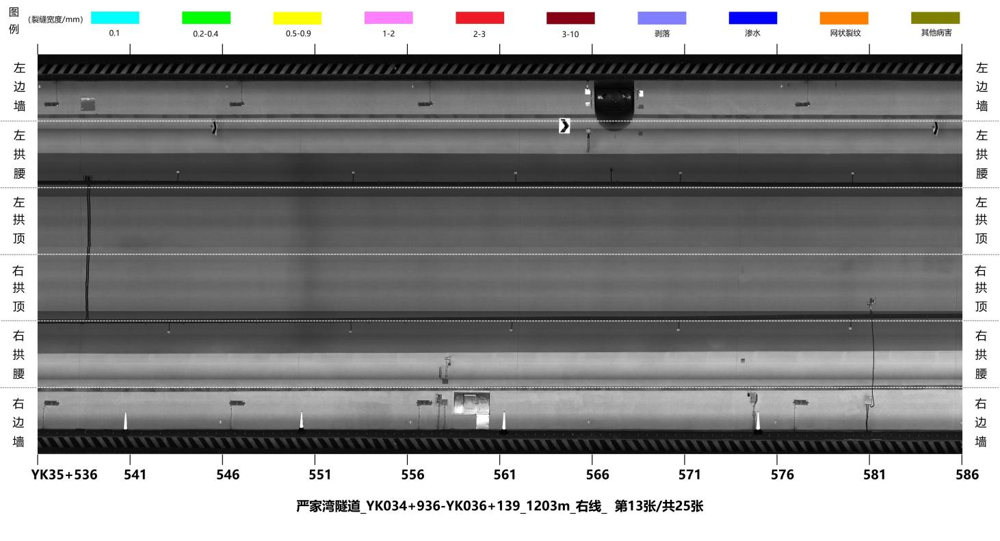 图例 (裂缝宽度/mm) 0.1 0.2-0.4 0.5-0.9 1-2 2-3 3-10 剥落 渗水 网状裂纹 其他病害
左边墙 左边墙
左拱腰 左拱腰
左拱顶 左拱顶
右拱顶 右拱顶
右拱腰 右拱腰
右边墙 右边墙
YK35+536 541 546 551 556 561 566 571 576 581 586
严家湾隧道_YK034+936-YK036+139_1203m_右线_ 第13张/共25张